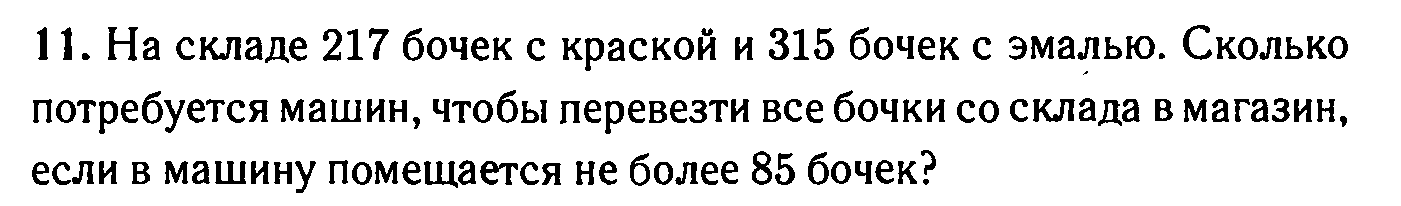 11. На складе 217 бочек с краской и 315 бочек с эмалью. Сколько
потребуется машин, чтобы перевезти все бочки со склада в магазин,
если в машину помещается не более 85 бочек?